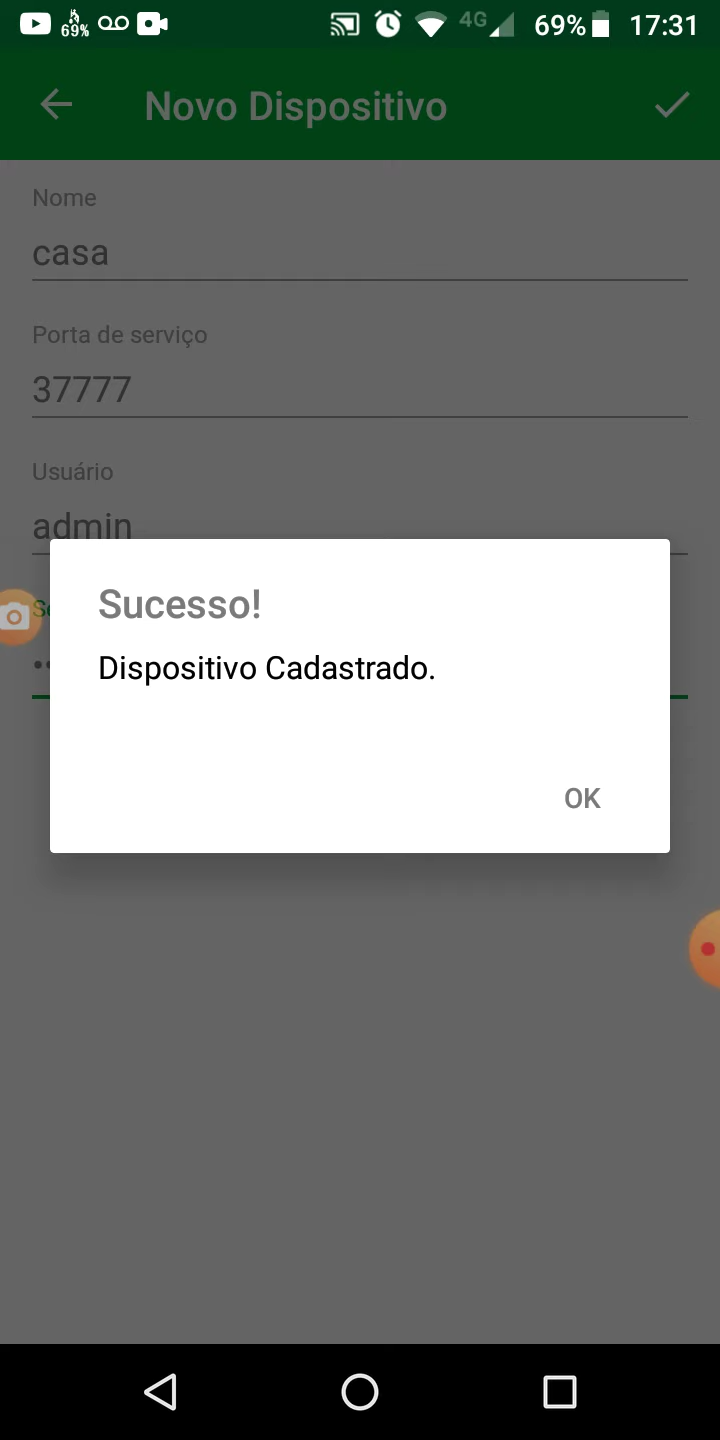 69%
4G
69%
17:31
Novo Dispositivo
Nome
casa
Porta de serviço
37777
Usuário
admin
Sucesso!
Dispositivo Cadastrado.
OK